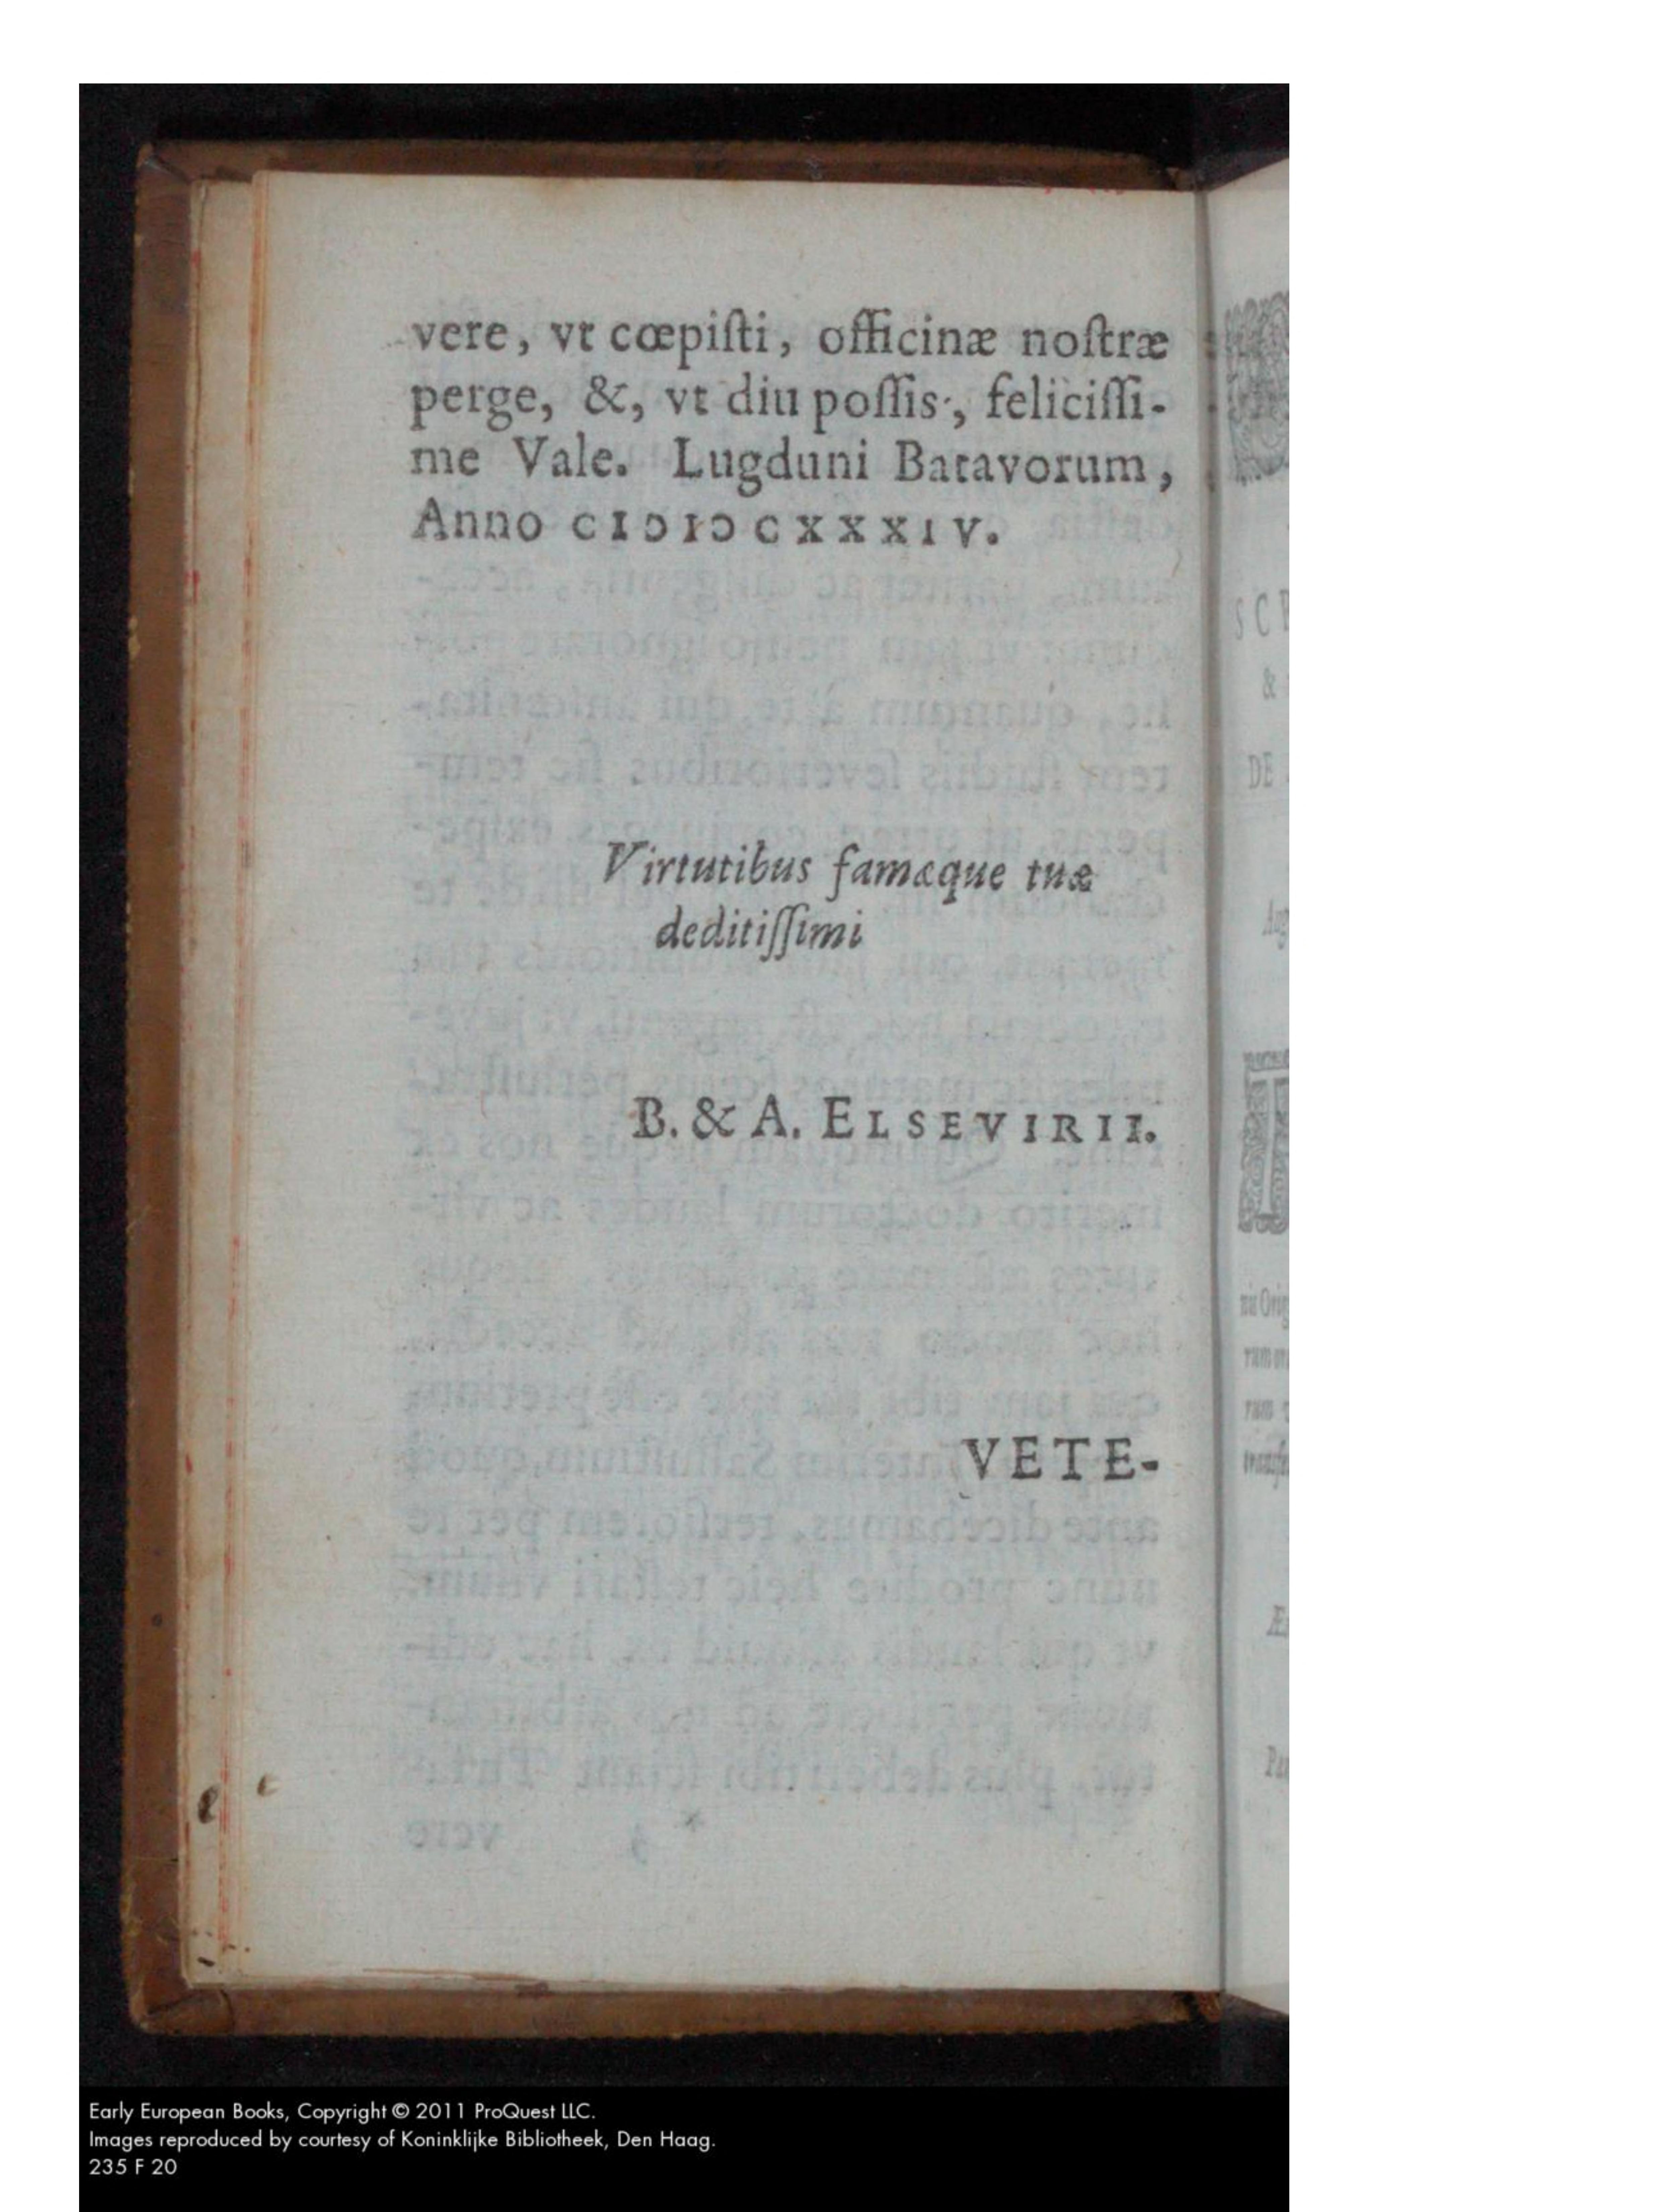 vere, vt cœpiſti, officinæ noſtræ
perge, &, vt diu poſſis, feliciſſi-
me Vale. Lugduni Batavorum,
Anno CIↃIↃCXXXIV.
Virtutibus famæque tuæ
deditiſſimi
B. & A. ELSEVIRII.
VETE-
Early European Books, Copyright © 2011 ProQuest LLC.
Images reproduced by courtesy of Koninklijke Bibliotheek, Den Haag.
235 F 20